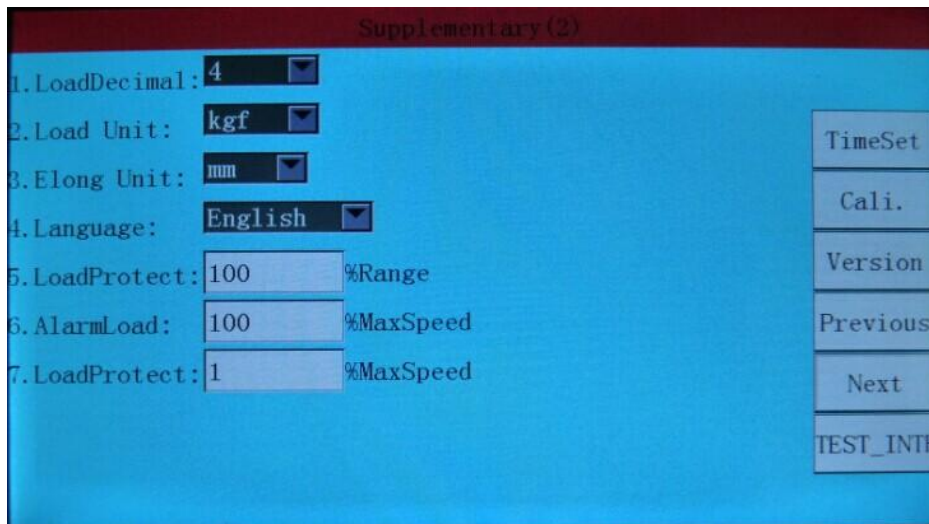 Supplementary(2)
1.LoadDecimal: 4
2.Load Unit: kgf
3.Elong Unit: mm
4.Language: English
5.LoadProtect: 100 %Range
6.AlarmLoad: 100 %MaxSpeed
7.LoadProtect: 1 %MaxSpeed
TimeSet
Cali.
Version
Previous
Next
TEST_INT